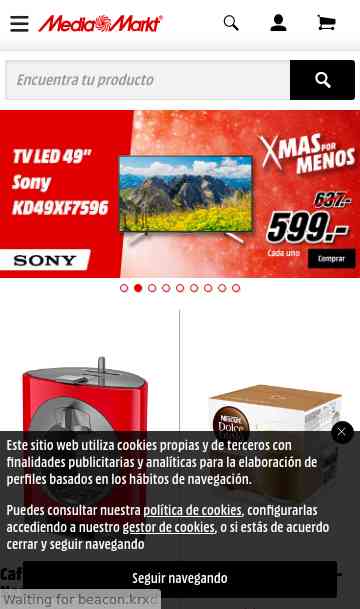 MediaMarkt
Encuentra tu producto
TV LED 49"
Sony
KD49XF7596
XMAS POR
MENOS
637.-
599.-
Cada uno
Comprar
SONY
NESCAFÉ
Dolce
Este sitio web utiliza cookies propias y de terceros con
finalidades publicitarias y analíticas para la elaboración de
perfiles basados en los hábitos de navegación.
Puedes consultar nuestra política de cookies, configurarlas
accediendo a nuestro gestor de cookies, o si estás de acuerdo
cerrar y seguir navegando
Seguir navegando
Waiting for beacon.krxd